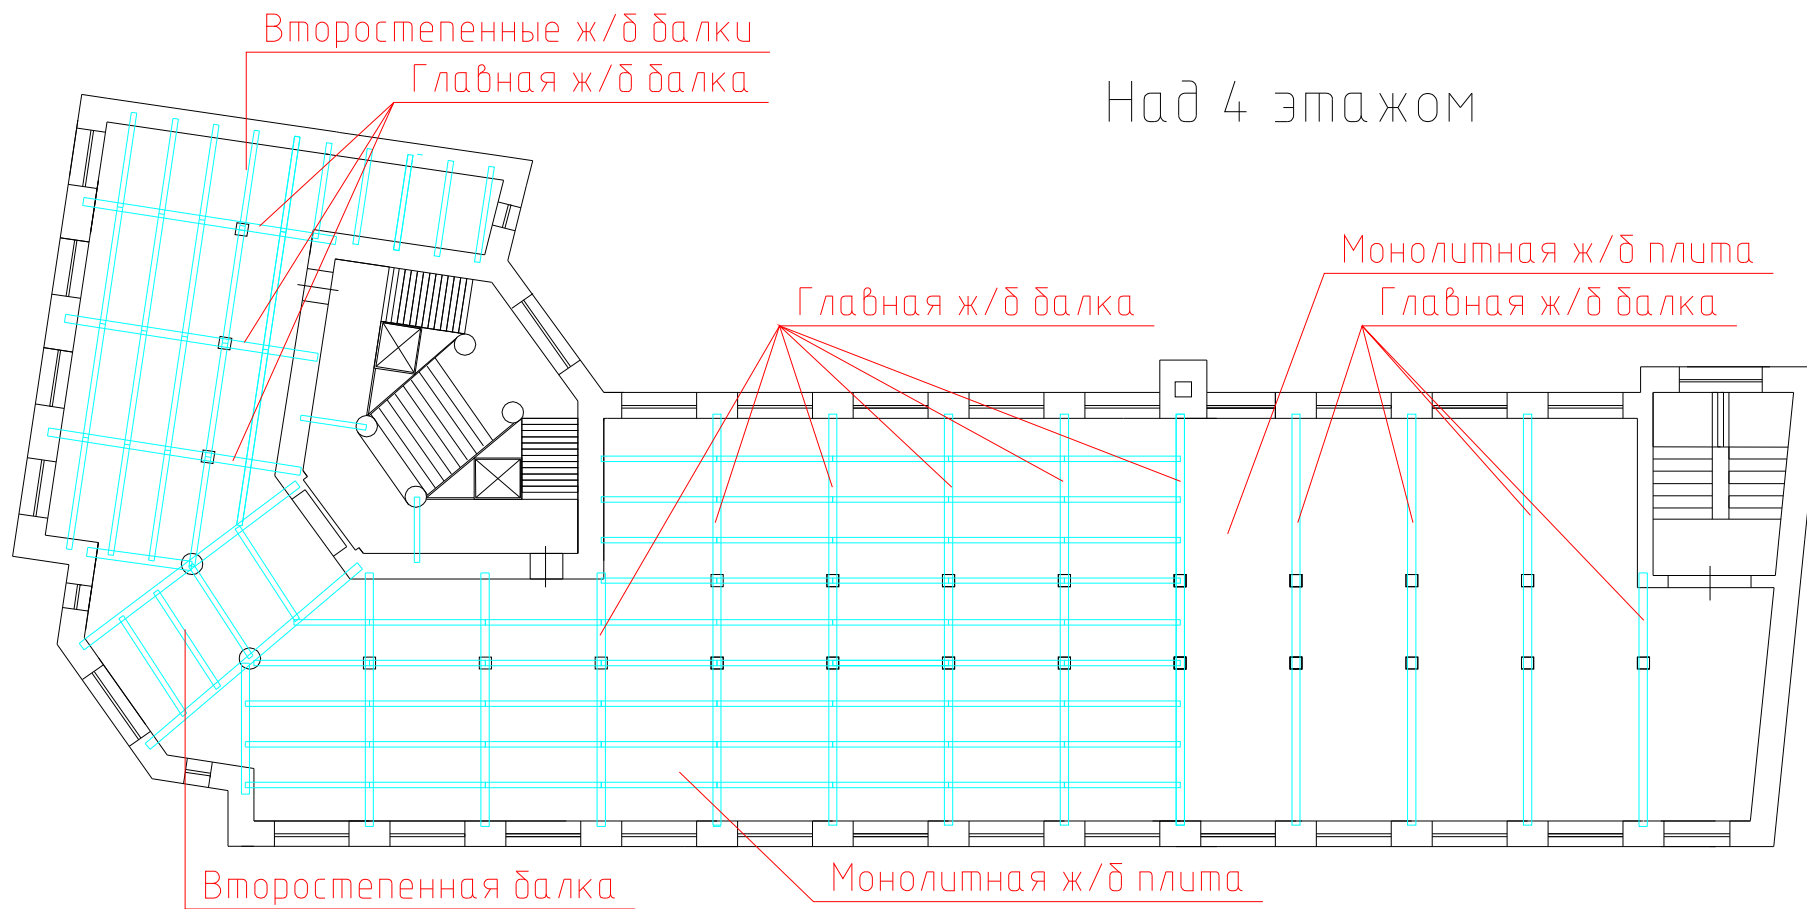 Второстепенные ж/б балки
Главная ж/б балка
Над 4 этажом
Монолитная ж/б плита
Главная ж/б балка
Главная ж/б балка
Второстепенная балка
Монолитная ж/б плита